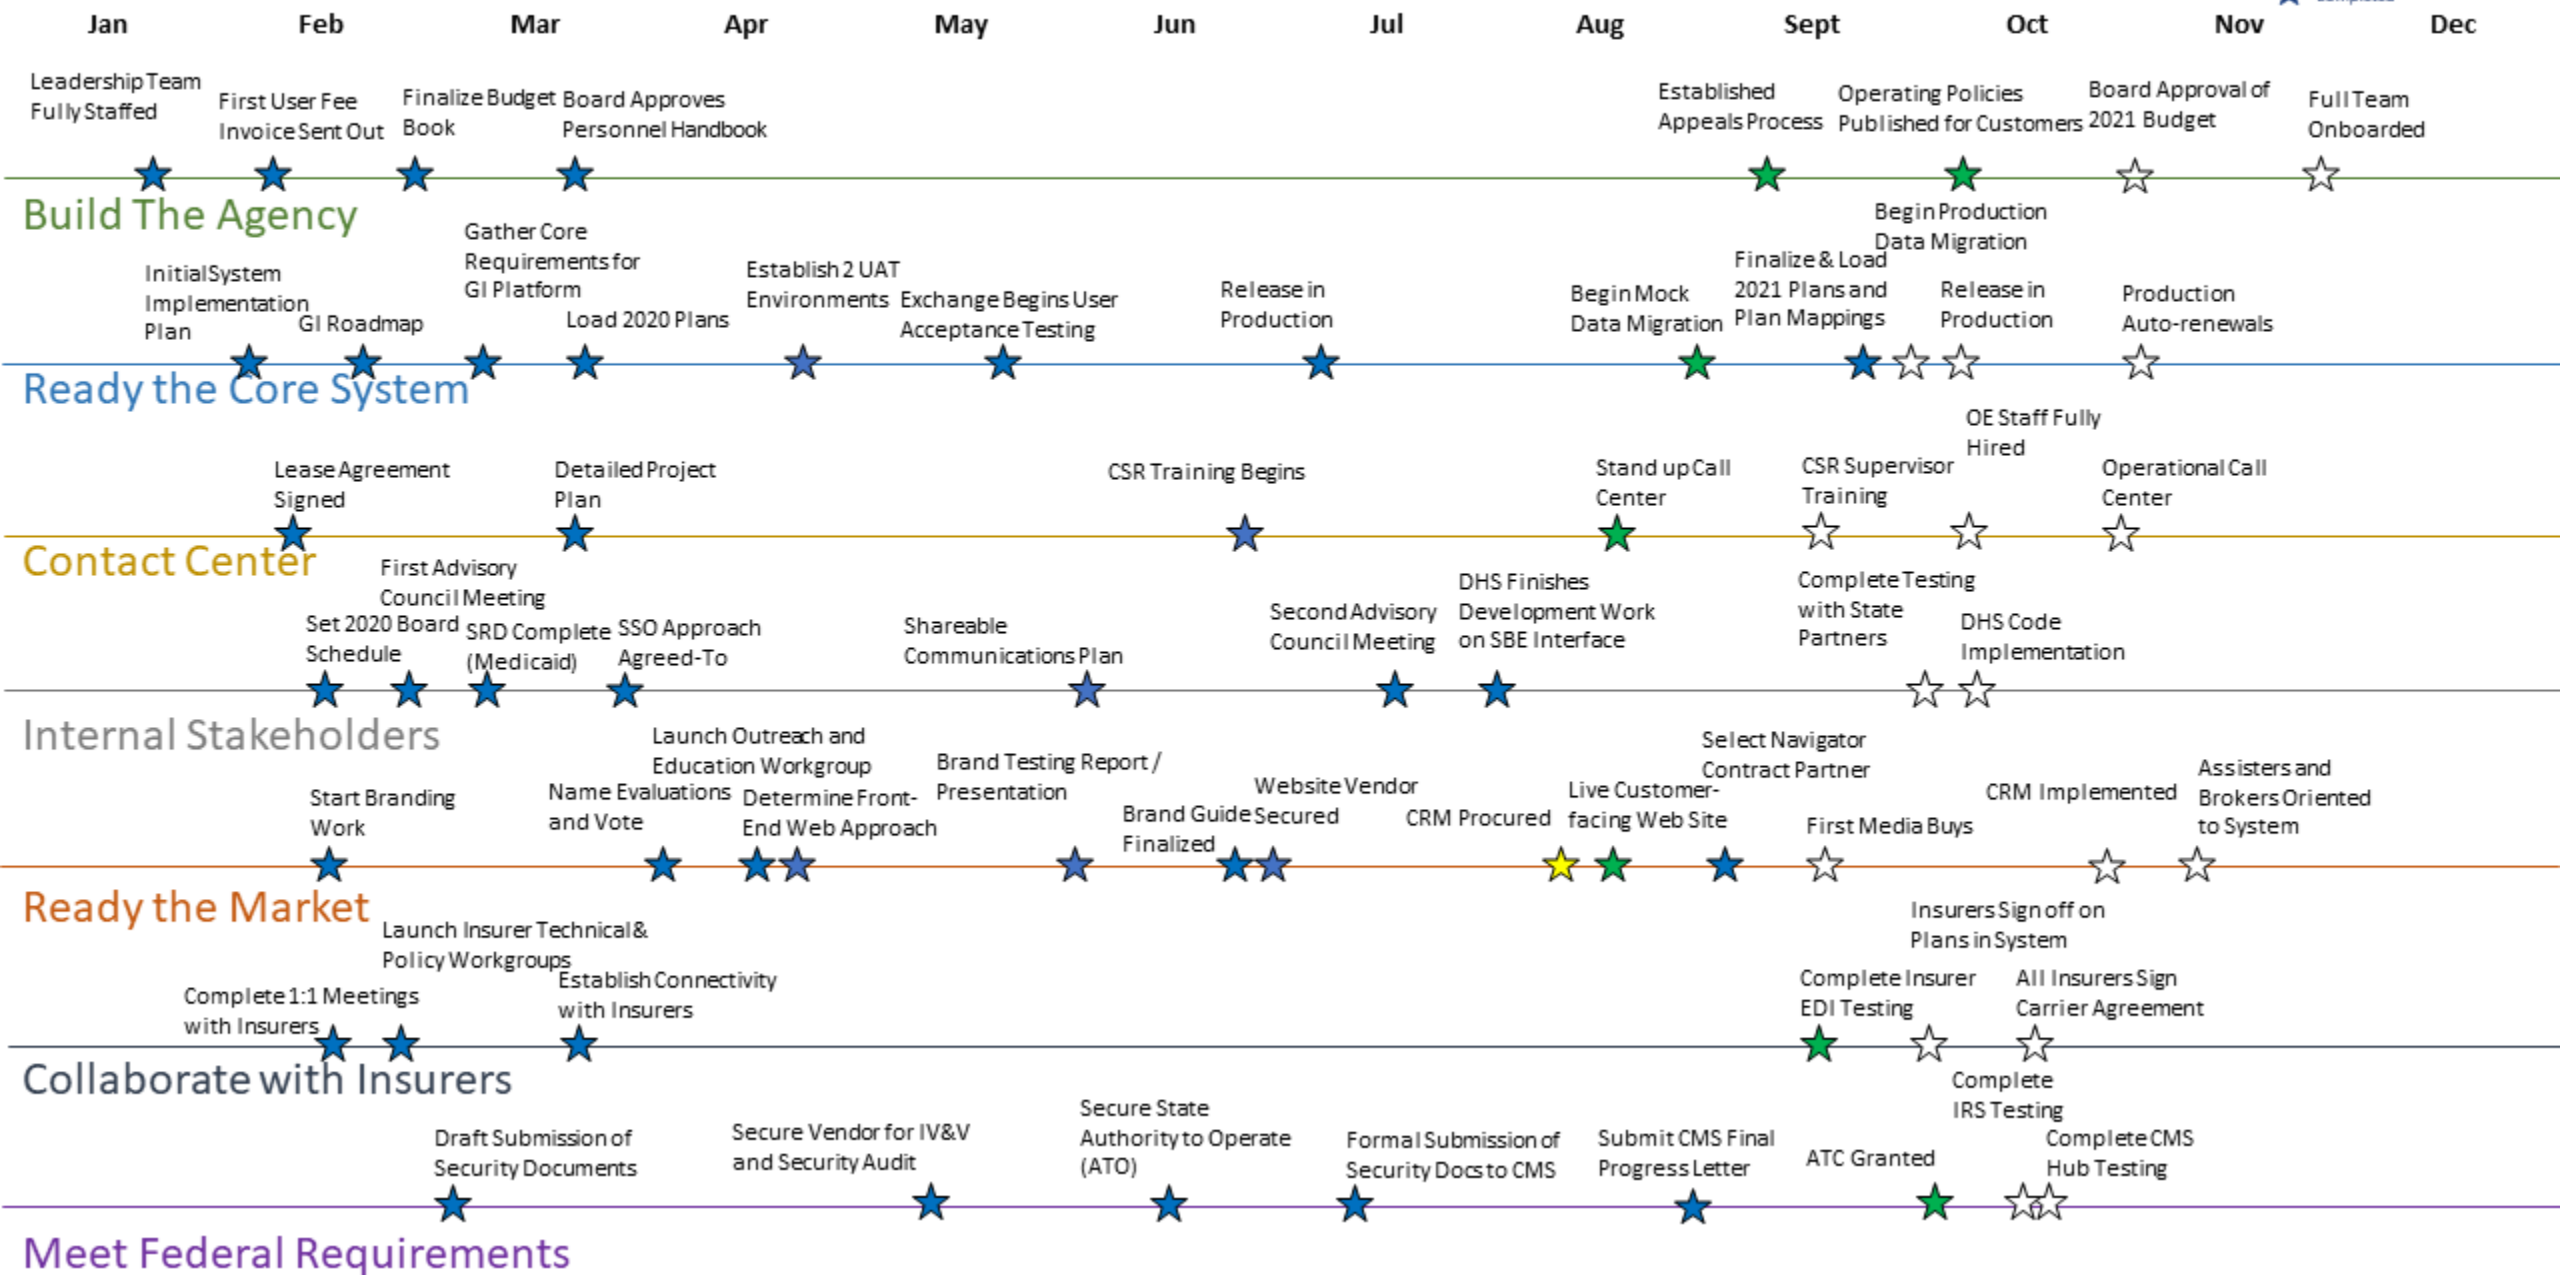 Completed
Jan Feb Mar Apr May Jun Jul Aug Sept Oct Nov Dec
Leadership Team
Fully Staffed
First User Fee
Invoice Sent Out
Finalize Budget
Book
Board Approves
Personnel Handbook
Established
Appeals Process
Operating Policies
Published for Customers
Board Approval of
2021 Budget
Full Team
Onboarded
Build The Agency
Initial System
Implementation
Plan
GI Roadmap
Gather Core
Requirements for
GI Platform
Load 2020 Plans
Establish 2 UAT
Environments
Exchange Begins User
Acceptance Testing
Release in
Production
Begin Mock
Data Migration
Finalize & Load
2021 Plans and
Plan Mappings
Begin Production
Data Migration
Release in
Production
Production
Auto-renewals
Ready the Core System
Lease Agreement
Signed
Detailed Project
Plan
CSR Training Begins
Stand up Call
Center
CSR Supervisor
Training
OE Staff Fully
Hired
Operational Call
Center
Contact Center
Set 2020 Board
Schedule
First Advisory
Council Meeting
SRD Complete
(Medicaid)
SSO Approach
Agreed-To
Shareable
Communications Plan
Second Advisory
Council Meeting
DHS Finishes
Development Work
on SBE Interface
Complete Testing
with State
Partners
DHS Code
Implementation
Internal Stakeholders
Start Branding
Work
Name Evaluations
and Vote
Launch Outreach and
Education Workgroup
Determine Front-
End Web Approach
Brand Testing Report /
Presentation
Brand Guide
Finalized
Website Vendor
Secured
CRM Procured
Live Customer-
facing Web Site
Select Navigator
Contract Partner
First Media Buys
CRM Implemented
Assisters and
Brokers Oriented
to System
Ready the Market
Complete 1:1 Meetings
with Insurers
Launch Insurer Technical &
Policy Workgroups
Establish Connectivity
with Insurers
Complete Insurer
EDI Testing
Insurers Sign off on
Plans in System
All Insurers Sign
Carrier Agreement
Collaborate with Insurers
Draft Submission of
Security Documents
Secure Vendor for IV&V
and Security Audit
Secure State
Authority to Operate
(ATO)
Formal Submission of
Security Docs to CMS
Submit CMS Final
Progress Letter
ATC Granted
Complete
IRS Testing
Complete CMS
Hub Testing
Meet Federal Requirements